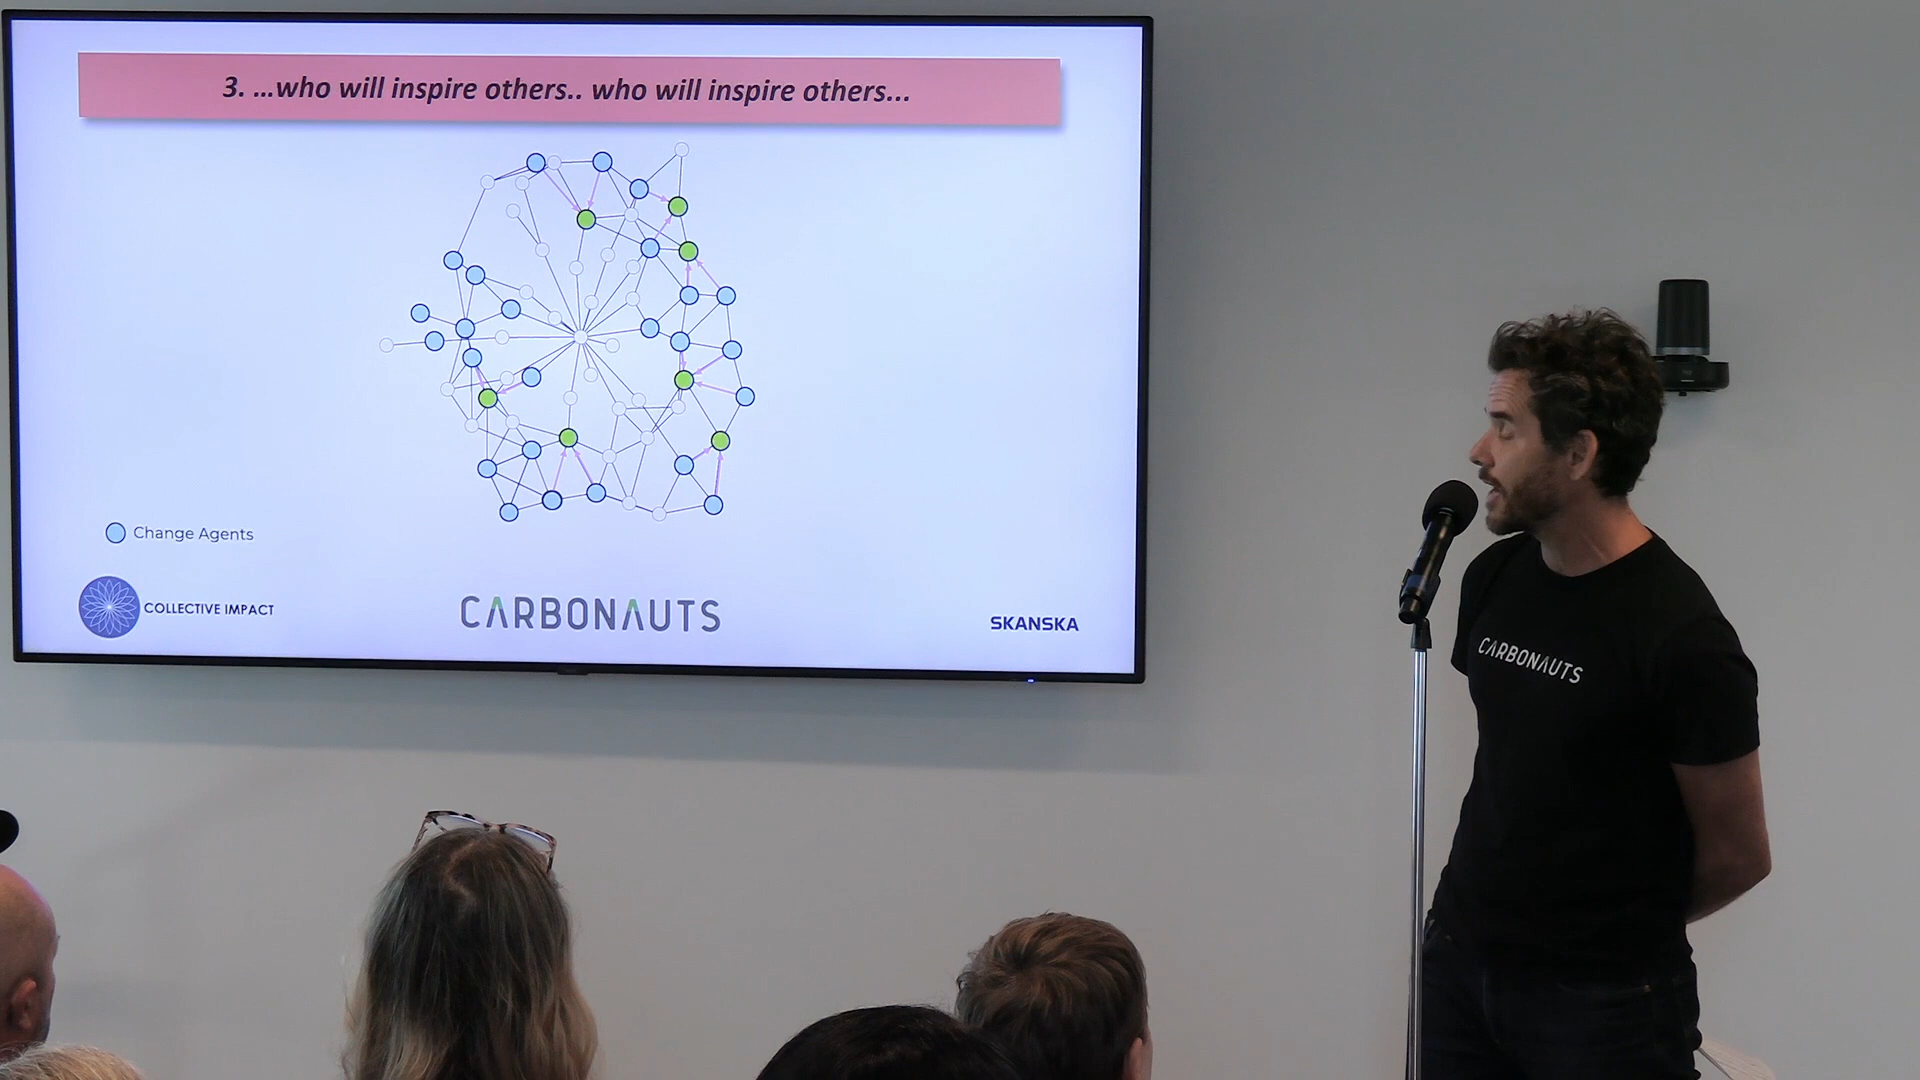 3. ...who will inspire others.. who will inspire others...
Change Agents
COLLECTIVE IMPACT
CARBONAUTS
SKANSKA
CARBONAUTS